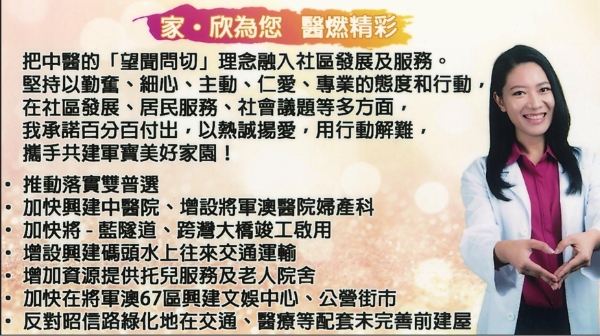 家・欣為您 醫燃精彩
把中醫的「望聞問切」理念融入社區發展及服務。
堅持以勤奮、細心、主動、仁愛、專業的態度和行動，
在社區發展、居民服務、社會議題等多方面，
我承諾百分百付出，以熱誠揚愛，用行動解難，
攜手共建軍寶美好家園！
• 推動落實雙普選
• 加快興建中醫院、增設將軍澳醫院婦產科
• 加快將 - 藍隧道、跨灣大橋竣工啟用
• 增設興建碼頭水上往來交通運輸
• 增加資源提供托兒服務及老人院舍
• 加快在將軍澳67區興建文娛中心、公營街市
• 反對昭信路綠化地在交通、醫療等配套未完善前建屋